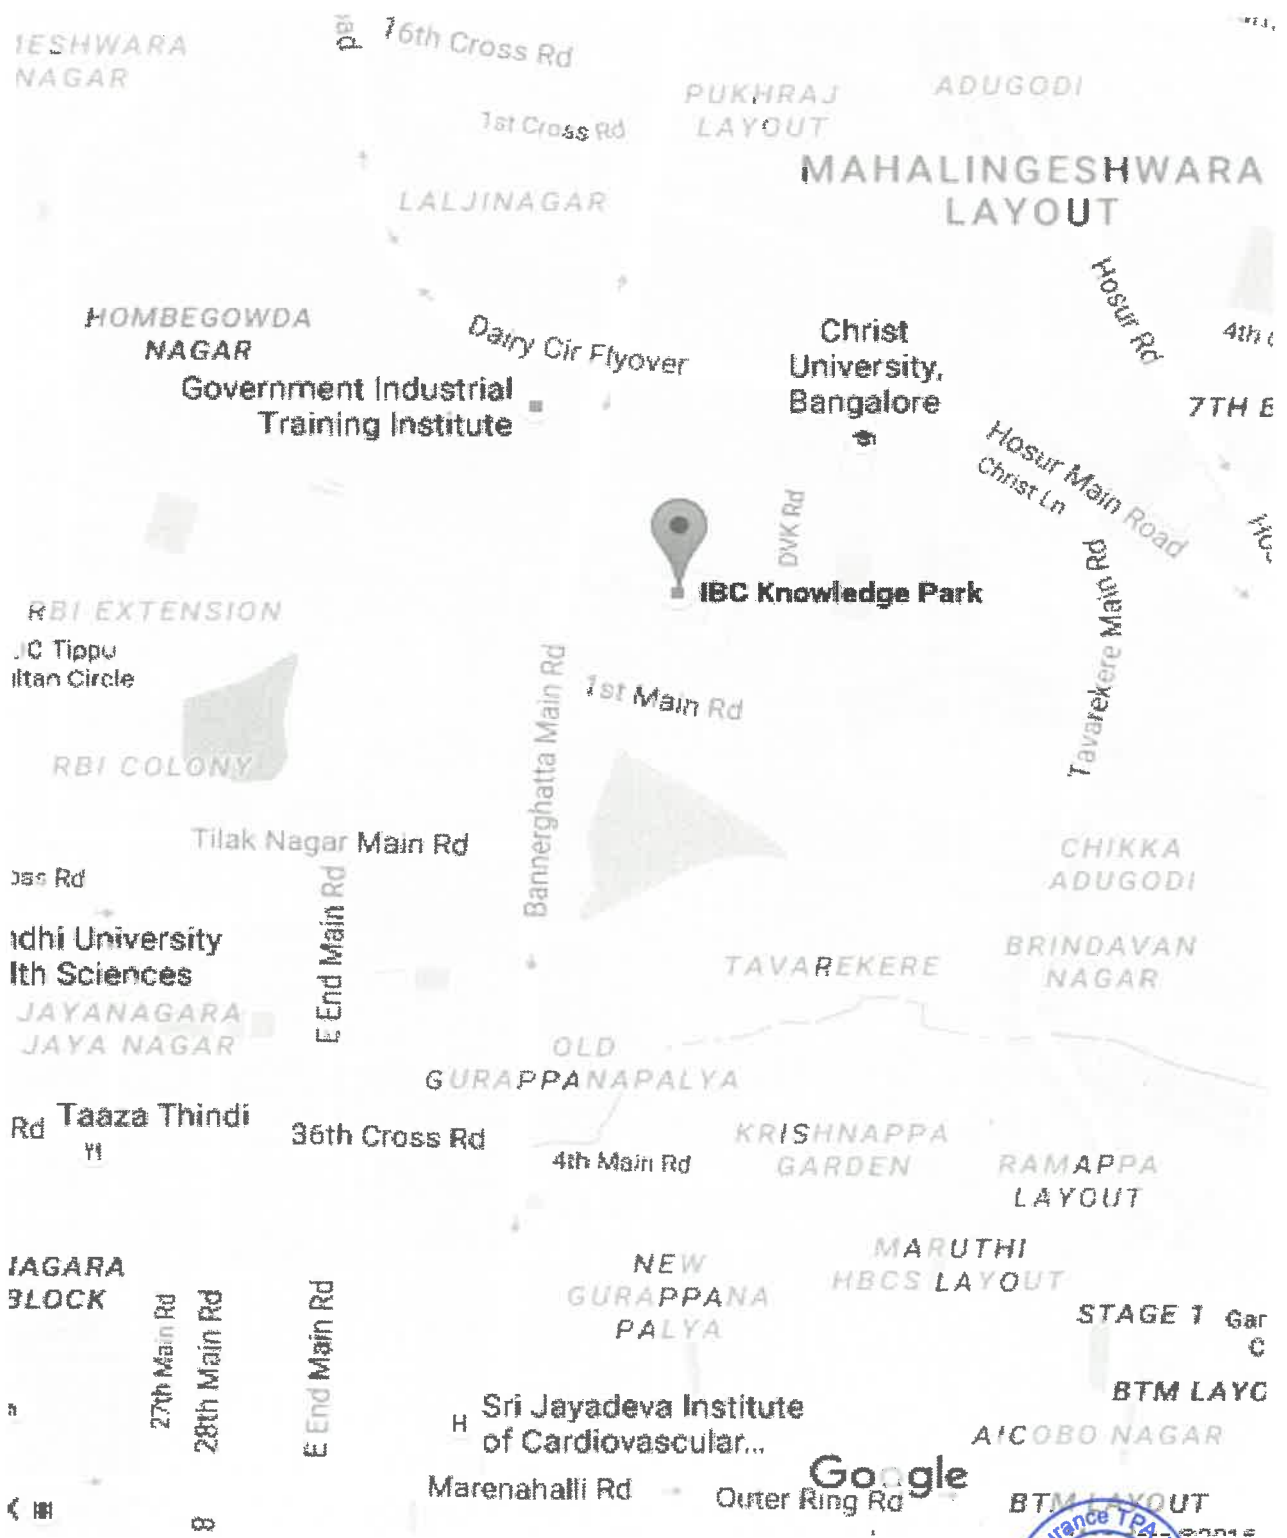 16th Cross Rd
NAGAR
1st Cross Rd
PUKHRAJ
LAYOUT
ADUGODI
MAHALINGESHWARA
LAYOUT
LALJINAGAR
Hosur Rd
HOMBEGOWDA
NAGAR
Dairy Cir Flyover
Christ
University,
Bangalore
4th
7TH
Government Industrial
Training Institute
Hosur Main Road
Christ Ln
DVK Rd
IBC Knowledge Park
Tavarekere Main Rd
RBI EXTENSION
Tippu
Circle
1st Main Rd
Bannerghatta Main Rd
RBI COLONY
Tilak Nagar Main Rd
CHIKKA
ADUGODI
Rd
E End Main Rd
University
Sciences
TAVAREKERE
BRINDAVAN
NAGAR
JAYANAGARA
JAYA NAGAR
OLD
GURAPPANAPALYA
Rd
Taaza Thindi
36th Cross Rd
4th Main Rd
KRISHNAPPA
GARDEN
RAMAPPA
LAYOUT
BLOCK
NEW
GURAPPANA
PALYA
MARUTHI
HBCS LAYOUT
STAGE 1
27th Main Rd
28th Main Rd
E End Main Rd
BTM
H
Sri Jayadeva Institute
of Cardiovascular...
NAGAR
Google
Marenahalli Rd
Outer Ring Rd
BTM LAYOUT
TPA